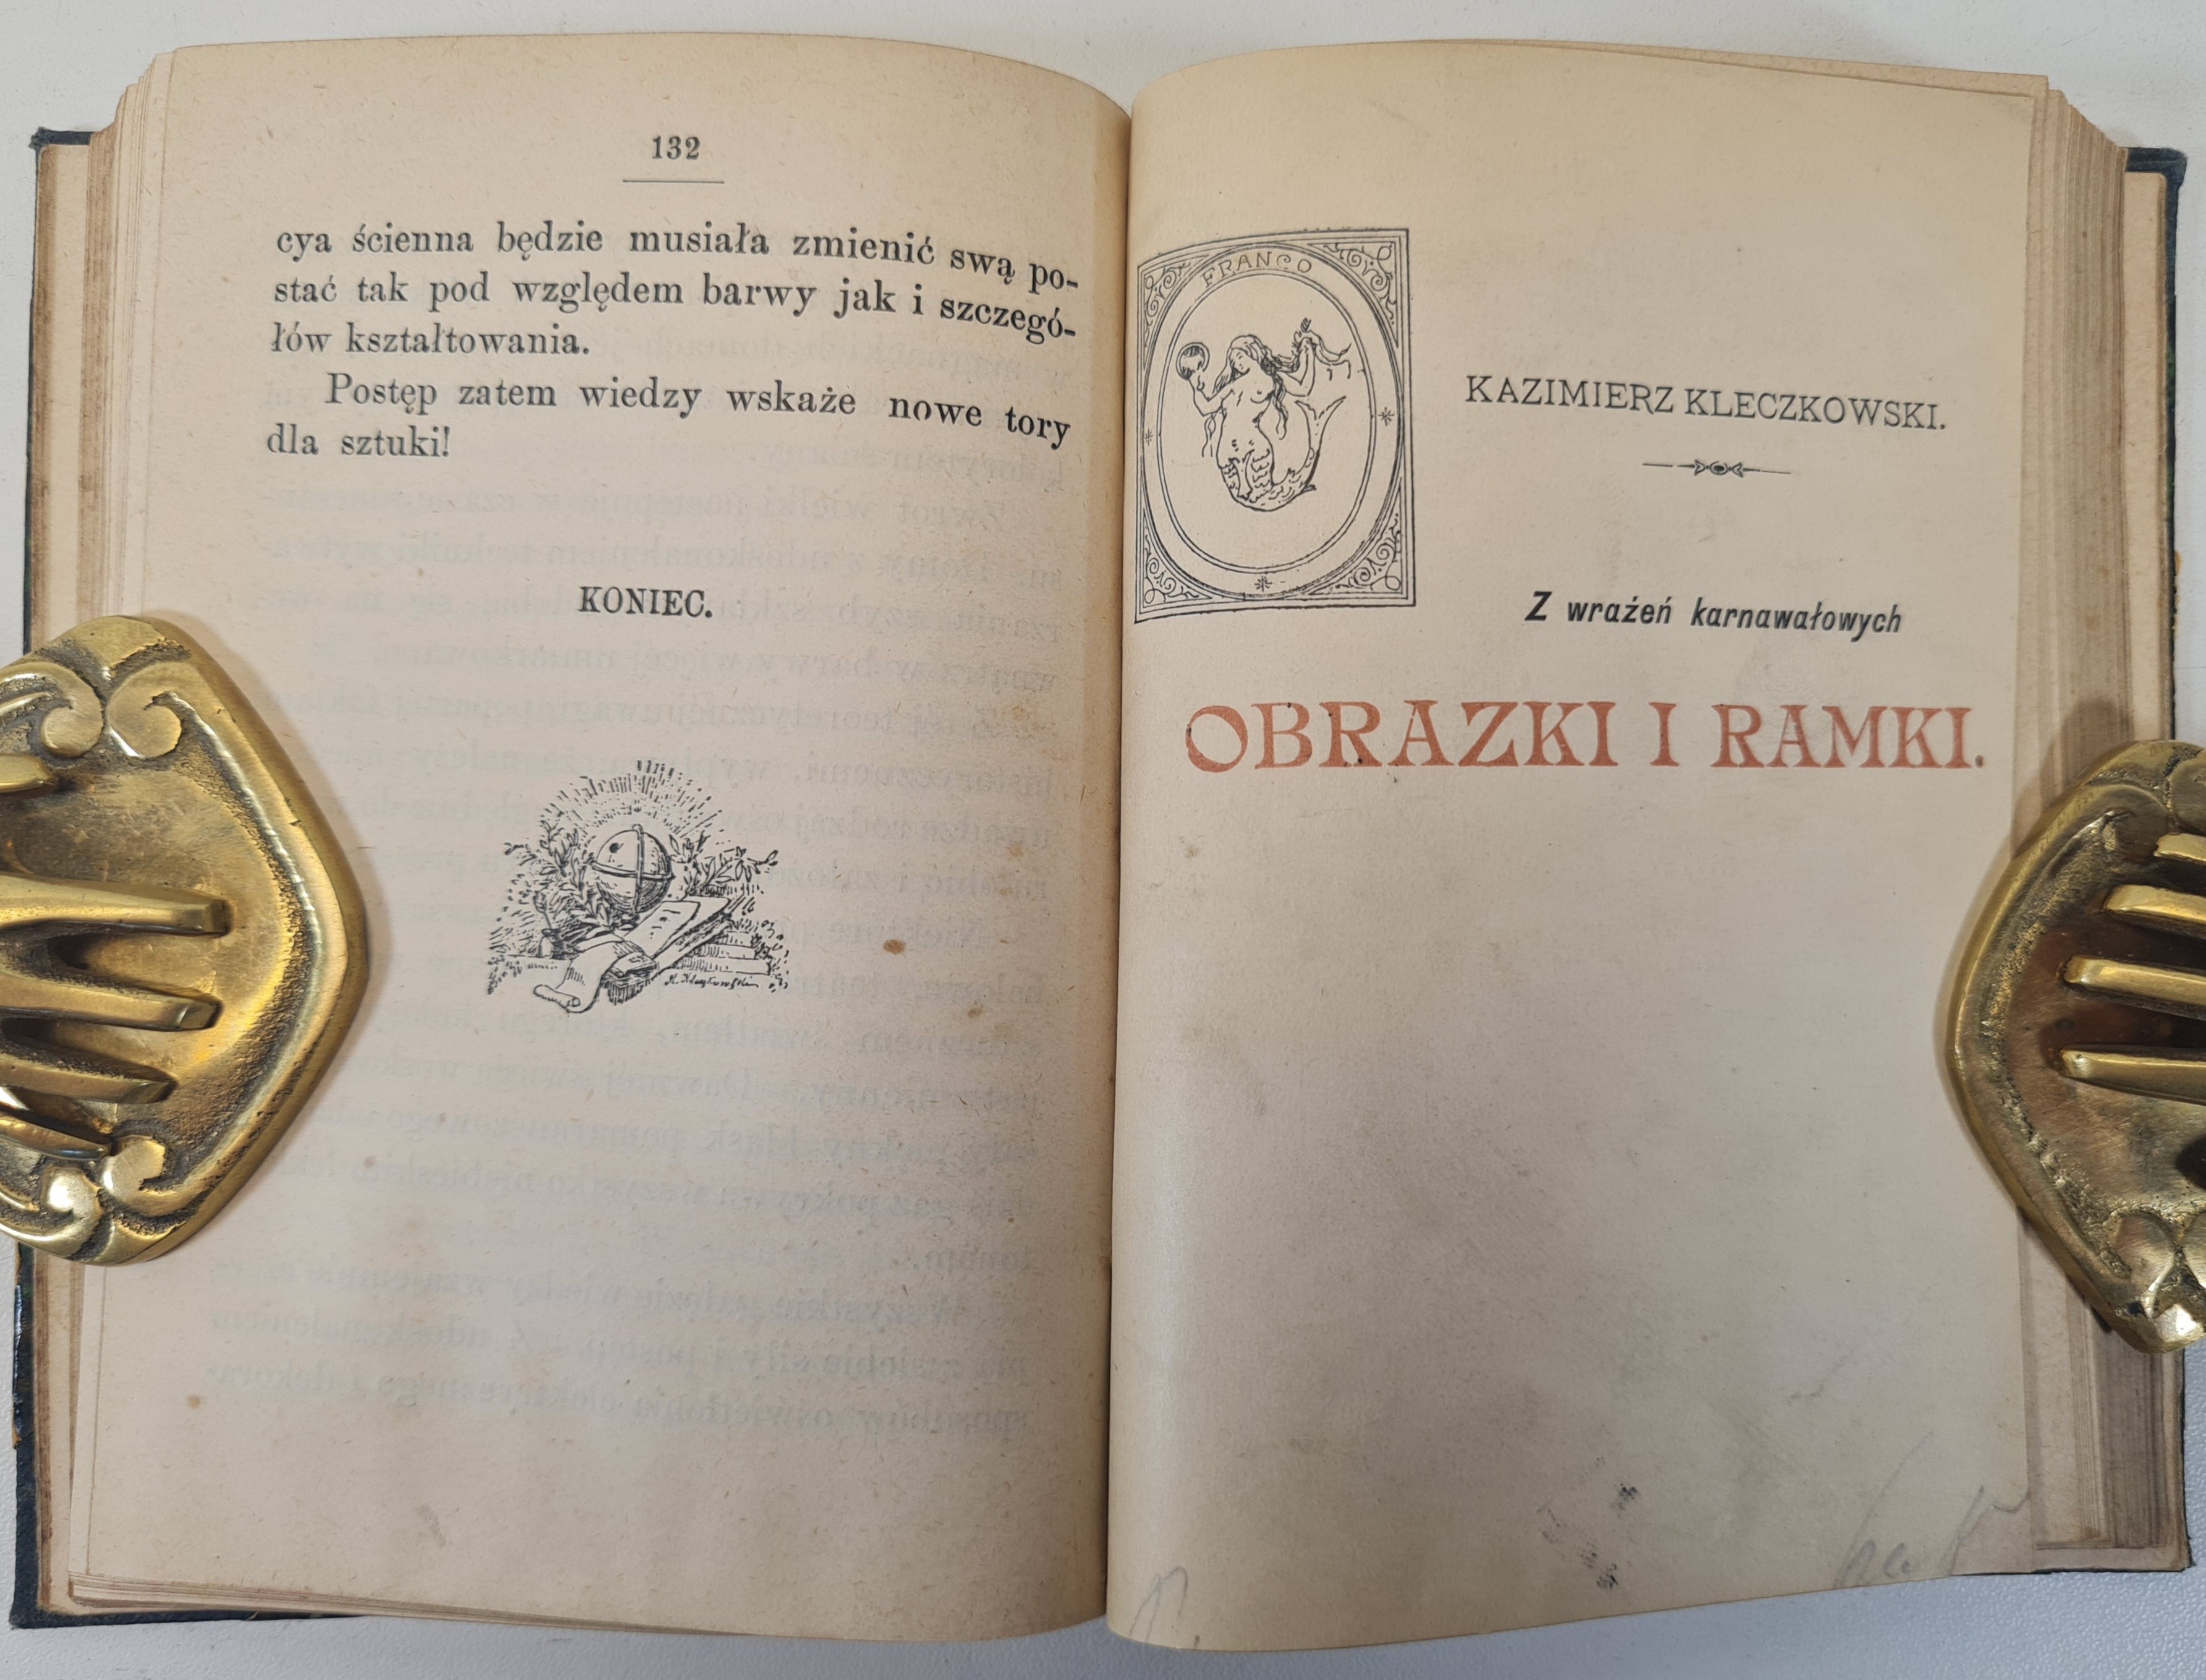 132
cya ścienna będzie musiała zmienić swą po-
stać tak pod względem barwy jak i szczegó-
łów kształtowania.
Postęp zatem wiedzy wskaże nowe tory
dla sztuki!
KONIEC.
FRANCO
KAZIMIERZ KLECZKOWSKI.
Z wrażeń karnawałowych
OBRAZKI I RAMKI.